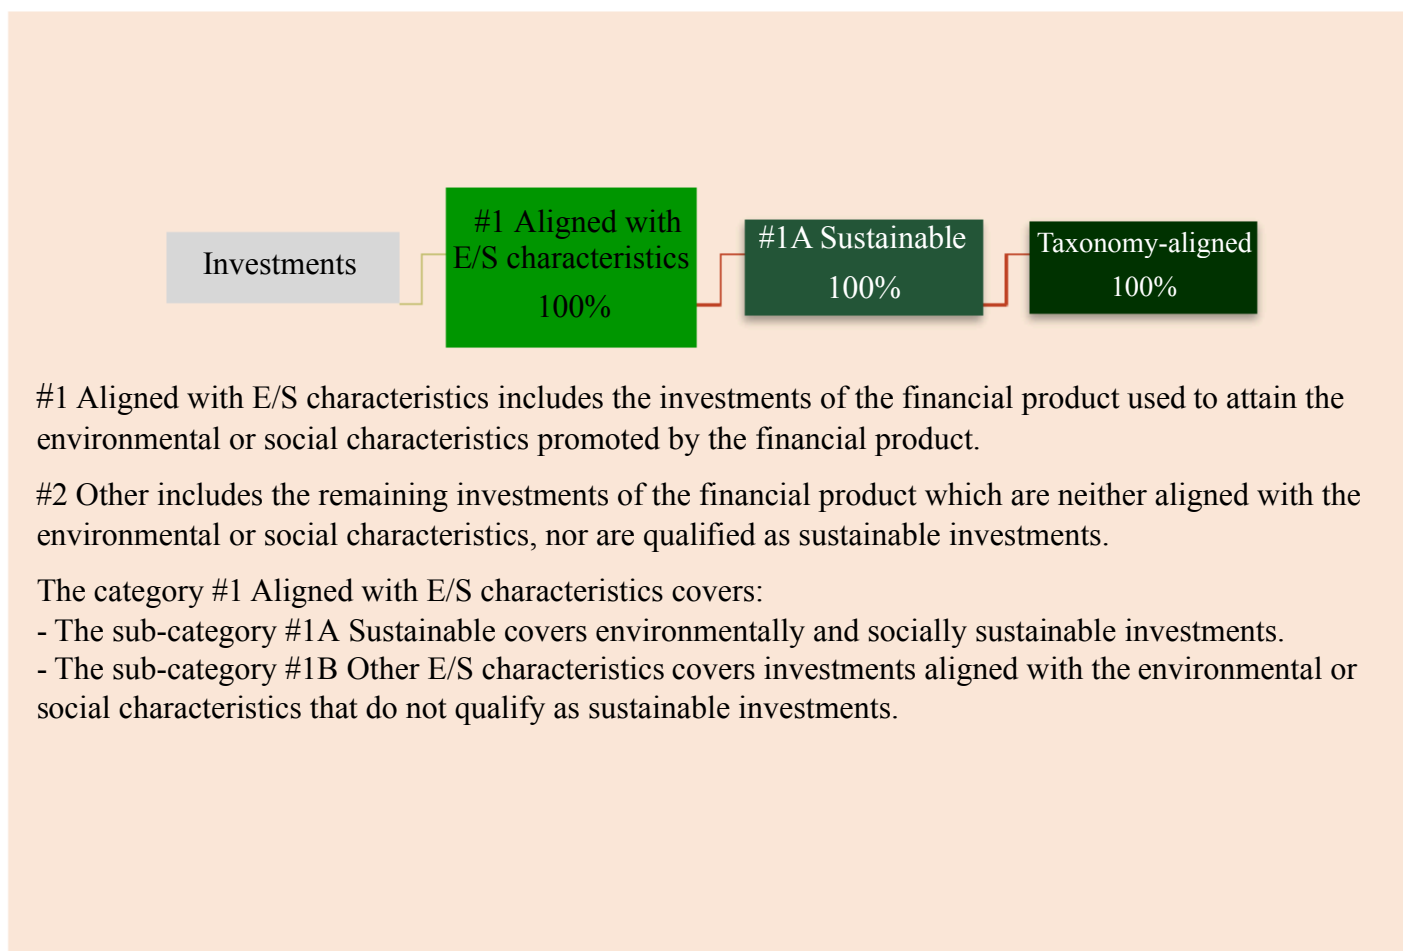 Investments
#1 Aligned with
E/S characteristics
100%
#1A Sustainable
100%
Taxonomy-aligned
100%
#1 Aligned with E/S characteristics includes the investments of the financial product used to attain the
environmental or social characteristics promoted by the financial product.
#2 Other includes the remaining investments of the financial product which are neither aligned with the
environmental or social characteristics, nor are qualified as sustainable investments.
The category #1 Aligned with E/S characteristics covers:
- The sub-category #1A Sustainable covers environmentally and socially sustainable investments.
- The sub-category #1B Other E/S characteristics covers investments aligned with the environmental or
social characteristics that do not qualify as sustainable investments.